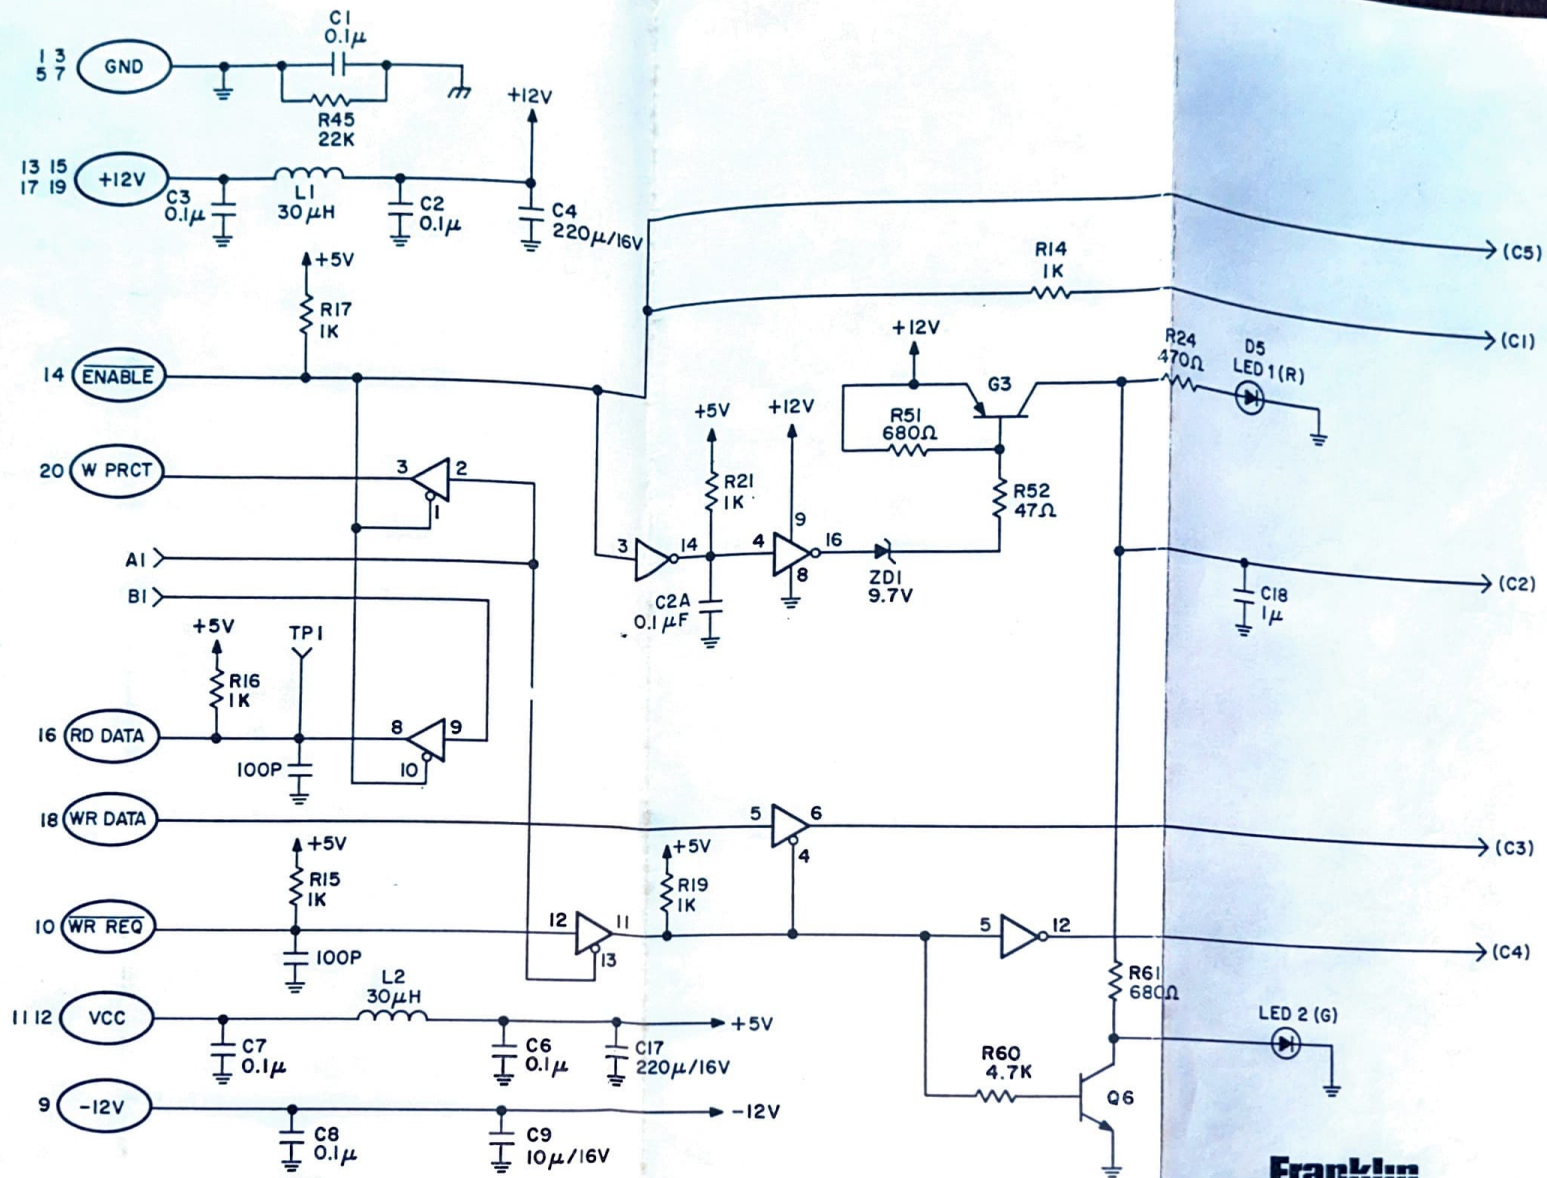 C1
0.1μ
1 3
5 7
GND
R45
22K
+12V
13 15
17 19
+12V
C3
0.1μ
L1
30μH
C2
0.1μ
C4
220μ/16V
+5V
R17
1K
14
ENABLE
20
W PRCT
3
2
1
A1
B1
+5V
TP1
R16
1K
16
RD DATA
8
9
10
100P
18
WR DATA
+5V
R15
1K
10
WR REQ
100P
12
11
13
L2
30μH
11 12
VCC
+5V
C7
0.1μ
C6
0.1μ
C17
220μ/16V
9
-12V
-12V
C8
0.1μ
C9
10μ/16V
(C5)
R14
1K
(C1)
+12V
G3
R51
680Ω
R24
470Ω
D5
LED 1(R)
+5V
+12V
R21
1K
R52
47Ω
3
14
4
9
16
8
ZD1
9.7V
C2A
0.1μF
(C2)
C18
1μ
5
6
4
(C3)
+5V
R19
1K
5
12
(C4)
R61
680Ω
LED 2 (G)
R60
4.7K
Q6
Franklin